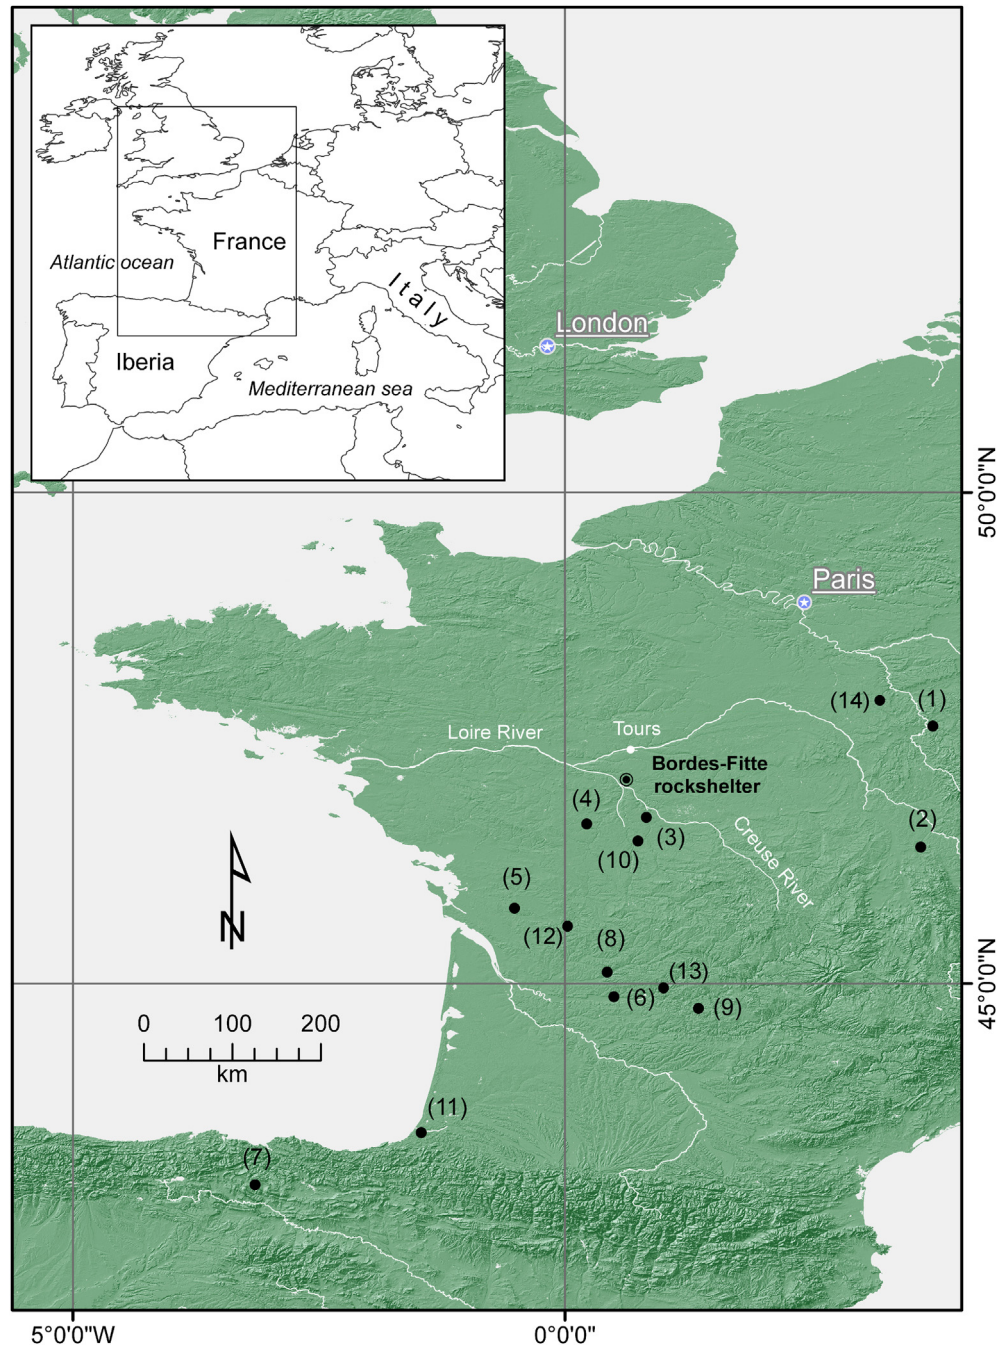 France
Atlantic ocean
Italy
Iberia
Mediterranean sea
London
50°0'0"N
Paris
(14)
(1)
Loire River
Tours
Bordes-Fitte
rockshelter
(4)
(3)
(2)
(10)
Creuse River
(5)
(12)
(8)
(13)
(6)
(9)
45°0'0"N
N
0 100 200
km
(11)
(7)
5°0'0"W
0°0'0"